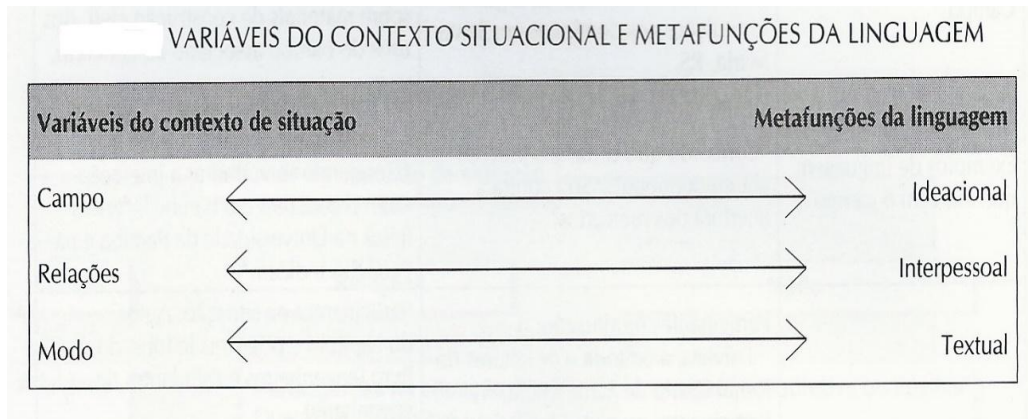 VARIÁVEIS DO CONTEXTO SITUACIONAL E METAFUNÇÕES DA LINGUAGEM
Variáveis do contexto de situação Metafunções da linguagem
Campo Ideacional
Relações Interpessoal
Modo Textual